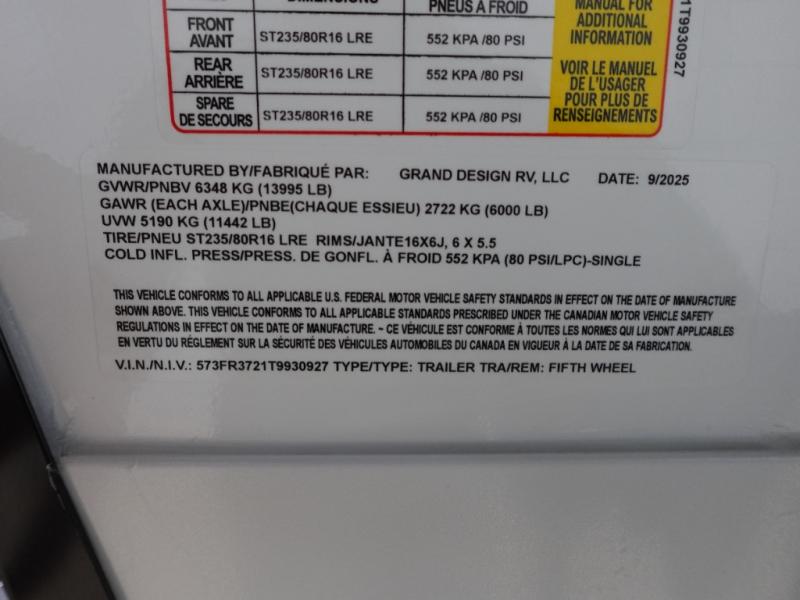 DIMENSIONS
PNEUS À FROID
MANUAL FOR
ADDITIONAL
INFORMATION
FRONT
AVANT
ST235/80R16 LRE
552 KPA /80 PSI
REAR
ARRIÈRE
ST235/80R16 LRE
552 KPA /80 PSI
SPARE
DE SECOURS
ST235/80R16 LRE
552 KPA /80 PSI
VOIR LE MANUEL
DE L'USAGER
POUR PLUS DE
RENSEIGNEMENTS
1T9930927
MANUFACTURED BY/FABRIQUÉ PAR: GRAND DESIGN RV, LLC DATE: 9/2025
GVWR/PNBV 6348 KG (13995 LB)
GAWR (EACH AXLE)/PNBE(CHAQUE ESSIEU) 2722 KG (6000 LB)
UVW 5190 KG (11442 LB)
TIRE/PNEU ST235/80R16 LRE RIMS/JANTE16X6J, 6 X 5.5
COLD INFL. PRESS/PRESS. DE GONFL. À FROID 552 KPA (80 PSI/LPC)-SINGLE
THIS VEHICLE CONFORMS TO ALL APPLICABLE U.S. FEDERAL MOTOR VEHICLE SAFETY STANDARDS IN EFFECT ON THE DATE OF MANUFACTURE
SHOWN ABOVE. THIS VEHICLE CONFORMS TO ALL APPLICABLE STANDARDS PRESCRIBED UNDER THE CANADIAN MOTOR VEHICLE SAFETY
REGULATIONS IN EFFECT ON THE DATE OF MANUFACTURE. ~ CE VÉHICULE EST CONFORME À TOUTES LES NORMES QUI LUI SONT APPLICABLES
EN VERTU DU RÉGLEMENT SUR LA SÉCURITÉ DES VÉHICULES AUTOMOBILES DU CANADA EN VIGUEUR À LA DATE DE SA FABRICATION.
V.I.N./N.I.V.: 573FR3721T9930927 TYPE/TYPE: TRAILER TRA/REM: FIFTH WHEEL